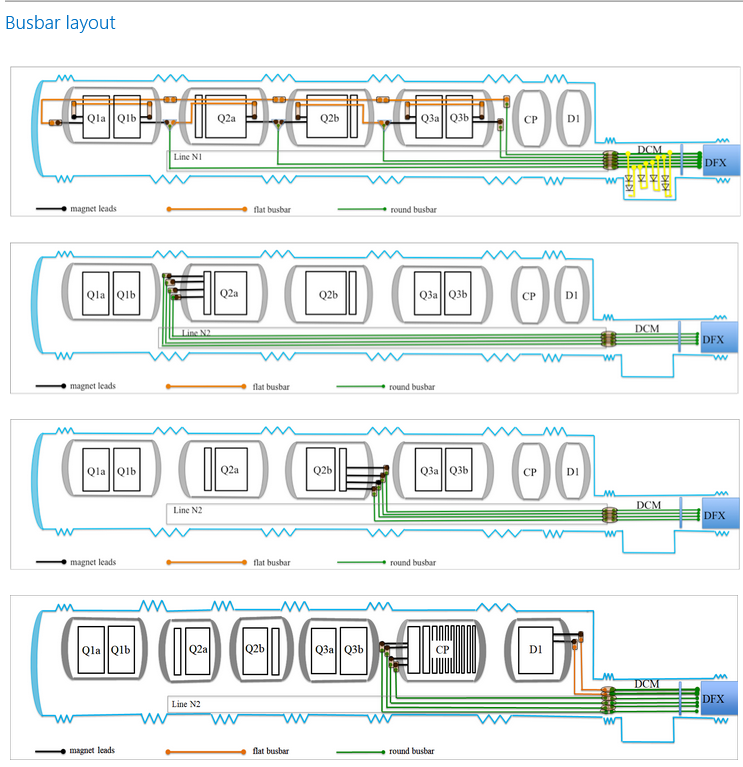 Busbar layout
Q1a Q1b Q2a Q2b Q3a Q3b CP D1
Line N1 DCM DFX
magnet leads flat busbar round busbar
Q1a Q1b Q2a Q2b Q3a Q3b CP D1
Line N2 DCM DFX
magnet leads flat busbar round busbar
Q1a Q1b Q2a Q2b Q3a Q3b CP D1
Line N2 DCM DFX
magnet leads flat busbar round busbar
Q1a Q1b Q2a Q2b Q3a Q3b CP D1
Line N2 DCM DFX
magnet leads flat busbar round busbar